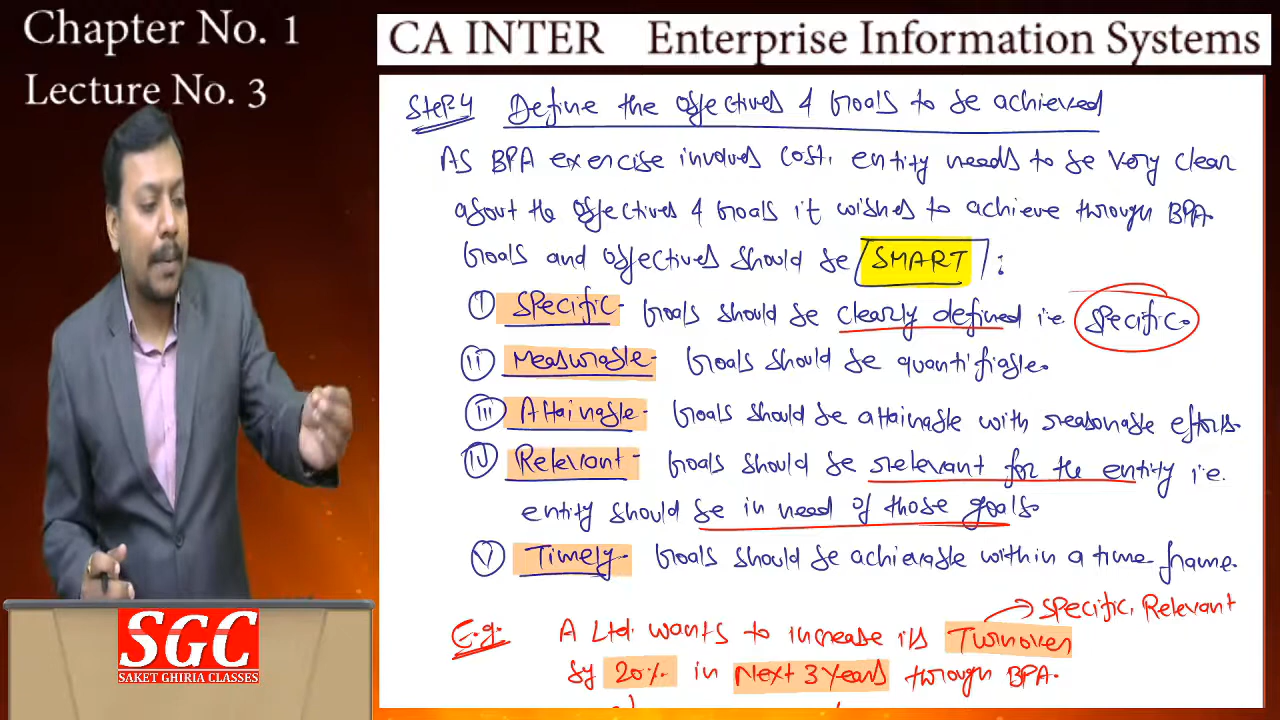 Chapter No. 1
Lecture No. 3
CA INTER Enterprise Information Systems
Step-4 Define the objectives & Goals to be achieved
As BPA exercise involves cost, entity needs to be very clear
about the objectives & Goals it wishes to achieve through BPA.
Goals and objectives should be SMART :
(i) Specific- Goals should be clearly defined i.e. specific.
(ii) Measurable- Goals should be quantifiable.
(iii) Attainable- Goals should be attainable with reasonable efforts.
(iv) Relevant- Goals should be relevant for the entity i.e.
entity should be in need of those goals.
(v) Timely- Goals should be achievable within a time frame.
→ Specific, Relevant
E.g. A Ltd. wants to increase its Turnover
by 20% in Next 3 Years through BPA.
SGC
SAKET GHIRIA CLASSES